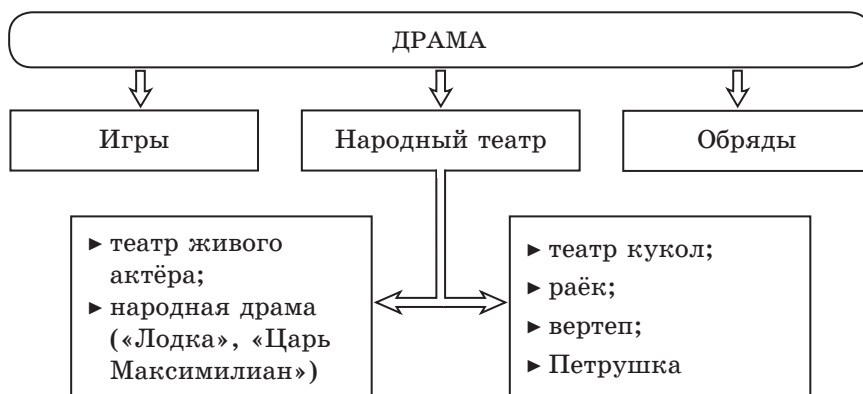 ДРАМА
Игры
Народный театр
Обряды
► театр живого
актёра;
► народная драма
(«Лодка», «Царь
Максимилиан»)
► театр кукол;
► раёк;
► вертеп;
► Петрушка